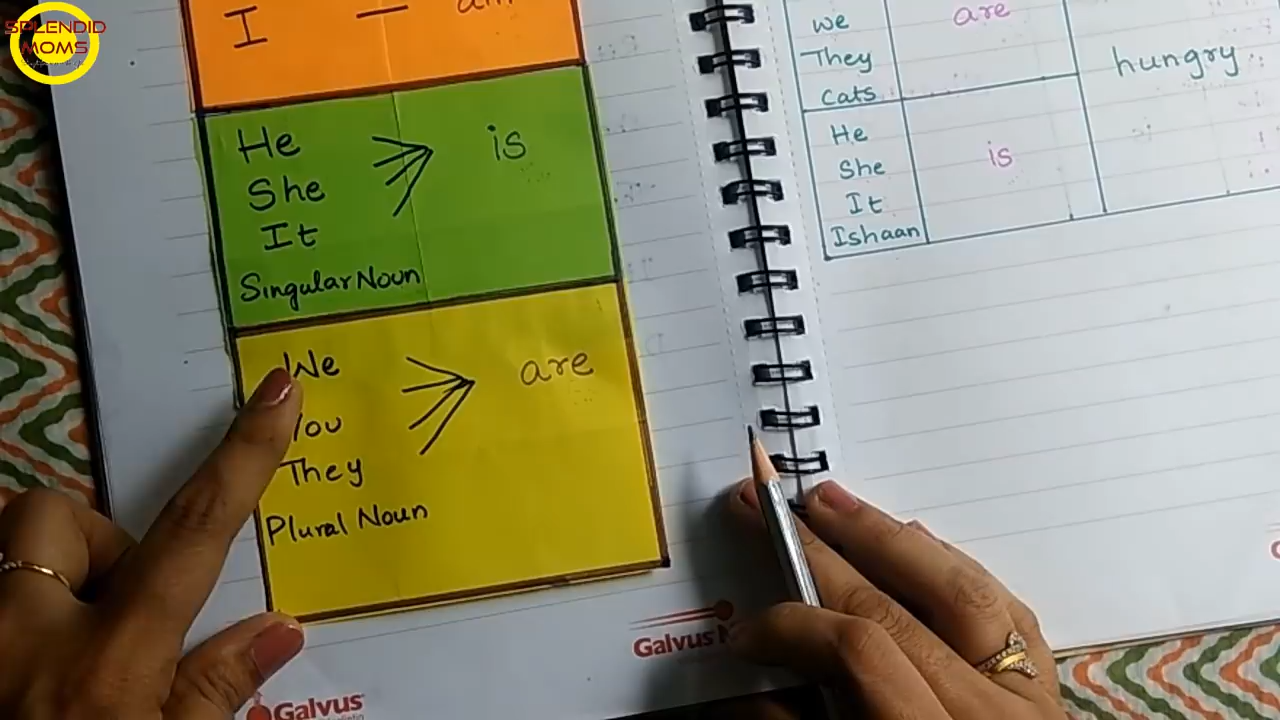 SPLENDID
MOMS
I — am
He
She
It
Singular Noun
is
We
You
They
Plural Noun
are
Galvus
Galvus
we
They
Cats
are
He
She
It
Ishaan
is
hungry